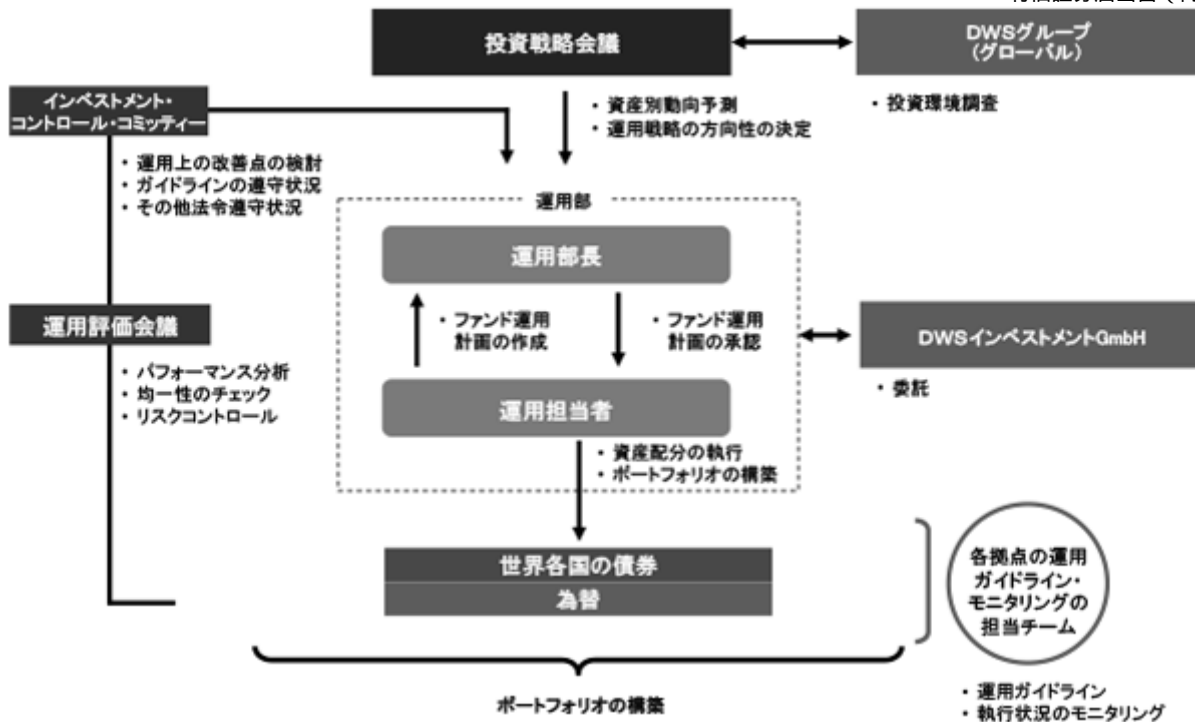 投資戦略会議
DWSグループ
(グローバル)
・ 投資環境調査
インベストメント・
コントロール・コミッティー
・ 資産別動向予測
・ 運用戦略の方向性の決定
・ 運用上の改善点の検討
・ ガイドラインの遵守状況
・ その他法令遵守状況
運用部
運用部長
・ ファンド運用
計画の作成
・ ファンド運用
計画の承認
運用評価会議
・ パフォーマンス分析
・ 均一性のチェック
・ リスクコントロール
DWSインベストメントGmbH
・ 委託
運用担当者
・ 資産配分の執行
・ ポートフォリオの構築
世界各国の債券
為替
各拠点の運用
ガイドライン・
モニタリングの
担当チーム
・ 運用ガイドライン
・ 執行状況のモニタリング
ポートフォリオの構築